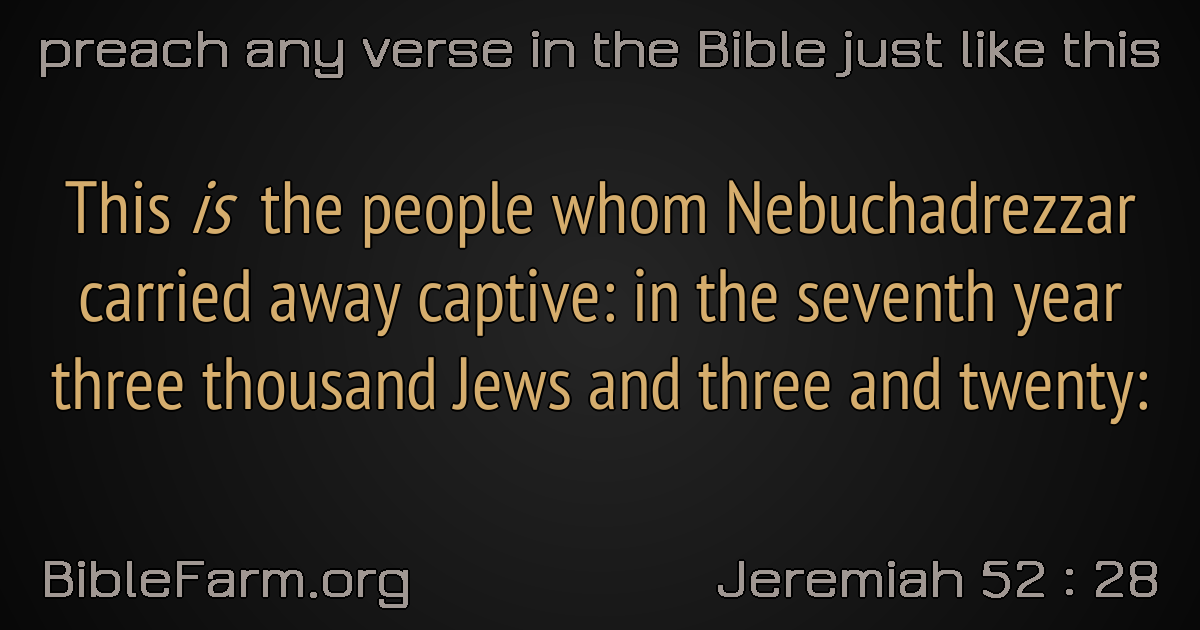 preach any verse in the Bible just like this
This is the people whom Nebuchadrezzar
carried away captive: in the seventh year
three thousand Jews and three and twenty:
BibleFarm.org
Jeremiah 52 : 28